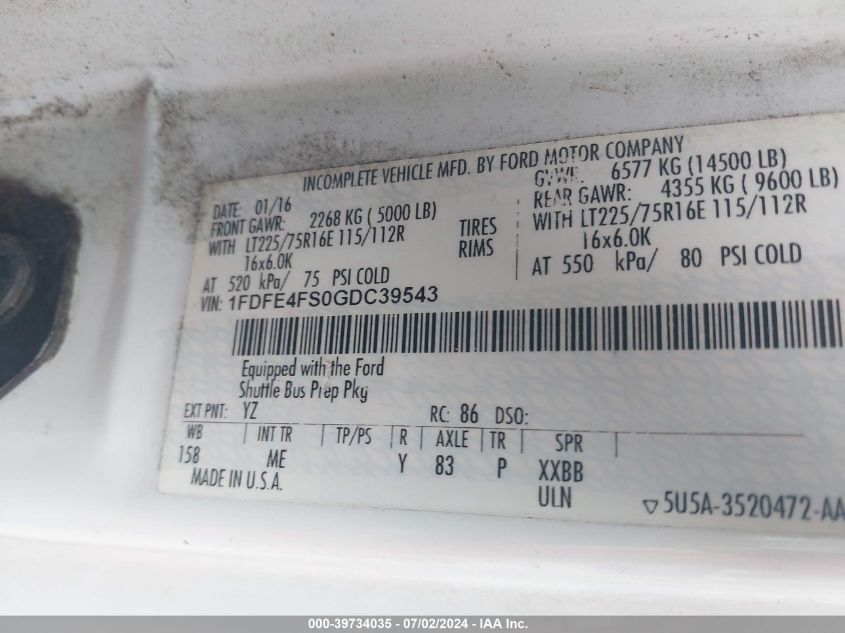 INCOMPLETE VEHICLE MFD. BY FORD MOTOR COMPANY
DATE: 01/16
GVWR: 6577 KG (14500 LB)
FRONT GAWR: 2268 KG ( 5000 LB)
REAR GAWR: 4355 KG ( 9600 LB)
WITH LT225/75R16E 115/112R TIRES WITH LT225/75R16E 115/112R
16x6.0K RIMS 16x6.0K
AT 520 kPa/ 75 PSI COLD AT 550 kPa/ 80 PSI COLD
VIN: 1FDFE4FS0GDC39543
Equipped with the Ford
Shuttle Bus Prep Pkg
EXT PNT: YZ RC: 86 DSO:
WB INT TR TP/PS R AXLE TR SPR
158 ME Y 83 P XXBB
MADE IN U.S.A. ULN
5U5A-3520472-AA
000-39734035 - 07/02/2024 - IAA Inc.